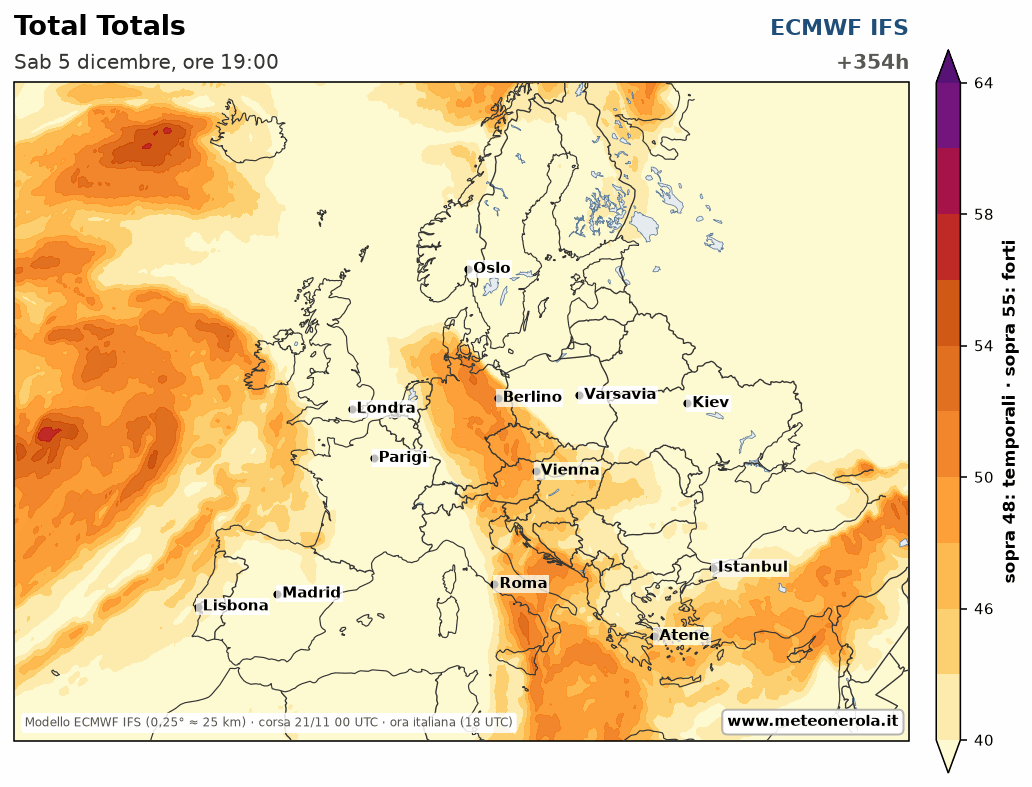 Total Totals
ECMWF IFS
Sab 5 dicembre, ore 19:00
+354h
64
58
54
50
46
40
sopra 48: temporali · sopra 55: forti
Oslo
Berlino
Varsavia
Kiev
Londra
Parigi
Vienna
Istanbul
Roma
Madrid
Lisbona
Atene
Modello ECMWF IFS (0,25° ≈ 25 km) · corsa 21/11 00 UTC · ora italiana (18 UTC)
www.meteonerola.it